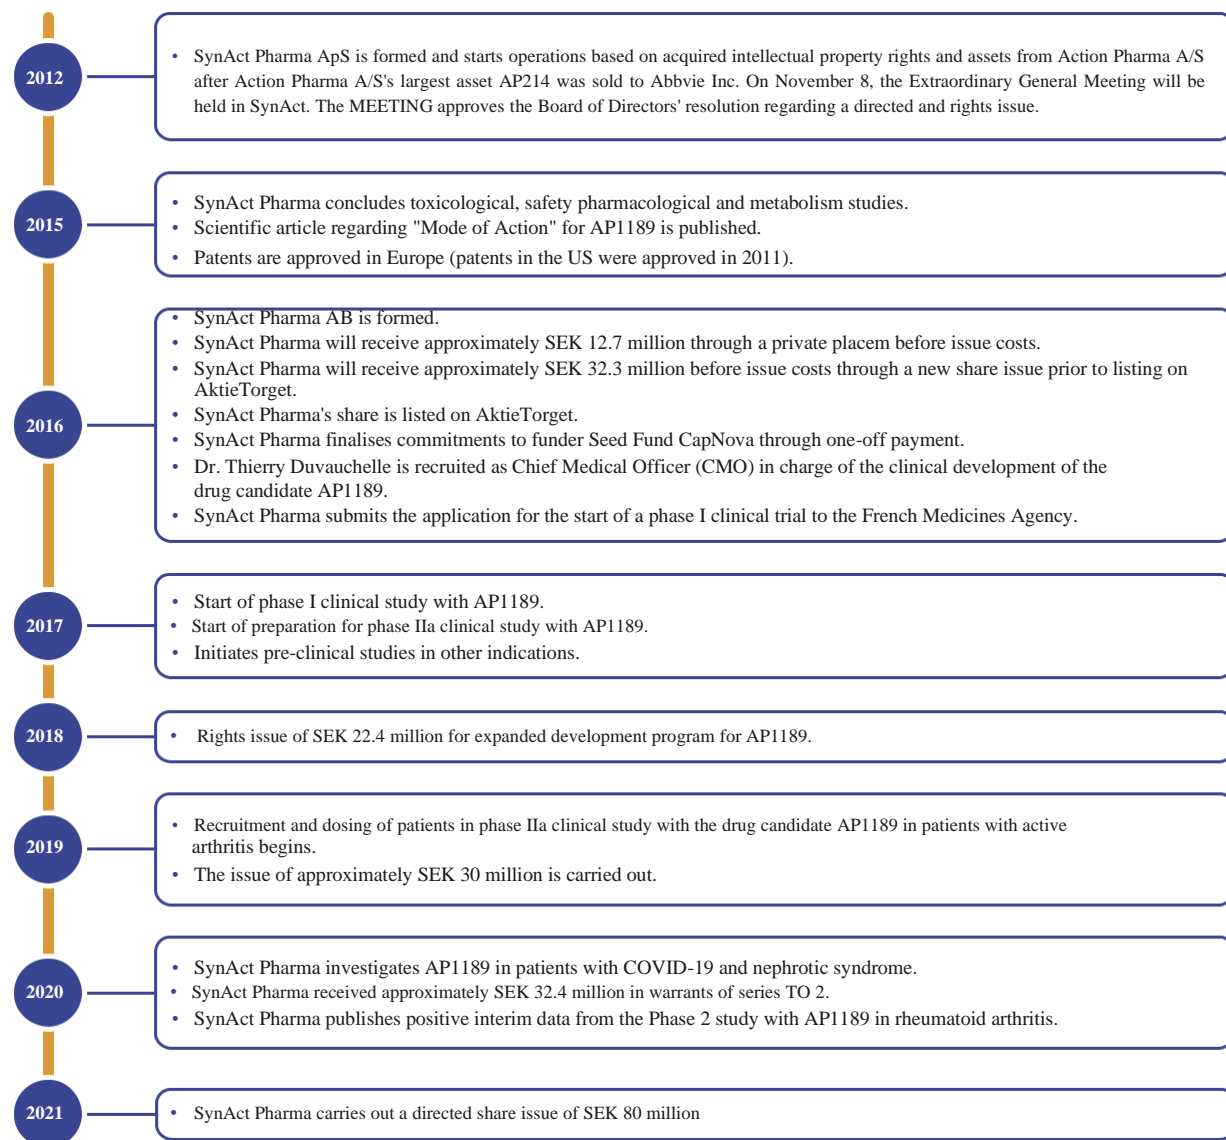 2012
• SynAct Pharma ApS is formed and starts operations based on acquired intellectual property rights and assets from Action Pharma A/S
after Action Pharma A/S's largest asset AP214 was sold to Abbvie Inc. On November 8, the Extraordinary General Meeting will be
held in SynAct. The MEETING approves the Board of Directors' resolution regarding a directed and rights issue.
2015
• SynAct Pharma concludes toxicological, safety pharmacological and metabolism studies.
• Scientific article regarding "Mode of Action" for AP1189 is published.
• Patents are approved in Europe (patents in the US were approved in 2011).
2016
• SynAct Pharma AB is formed.
• SynAct Pharma will receive approximately SEK 12.7 million through a private placem before issue costs.
• SynAct Pharma will receive approximately SEK 32.3 million before issue costs through a new share issue prior to listing on
AktieTorget.
• SynAct Pharma's share is listed on AktieTorget.
• SynAct Pharma finalises commitments to funder Seed Fund CapNova through one-off payment.
• Dr. Thierry Duvauchelle is recruited as Chief Medical Officer (CMO) in charge of the clinical development of the
drug candidate AP1189.
• SynAct Pharma submits the application for the start of a phase I clinical trial to the French Medicines Agency.
2017
• Start of phase I clinical study with AP1189.
• Start of preparation for phase IIa clinical study with AP1189.
• Initiates pre-clinical studies in other indications.
2018
• Rights issue of SEK 22.4 million for expanded development program for AP1189.
2019
• Recruitment and dosing of patients in phase IIa clinical study with the drug candidate AP1189 in patients with active
arthritis begins.
• The issue of approximately SEK 30 million is carried out.
2020
• SynAct Pharma investigates AP1189 in patients with COVID-19 and nephrotic syndrome.
• SynAct Pharma received approximately SEK 32.4 million in warrants of series TO 2.
• SynAct Pharma publishes positive interim data from the Phase 2 study with AP1189 in rheumatoid arthritis.
2021
• SynAct Pharma carries out a directed share issue of SEK 80 million